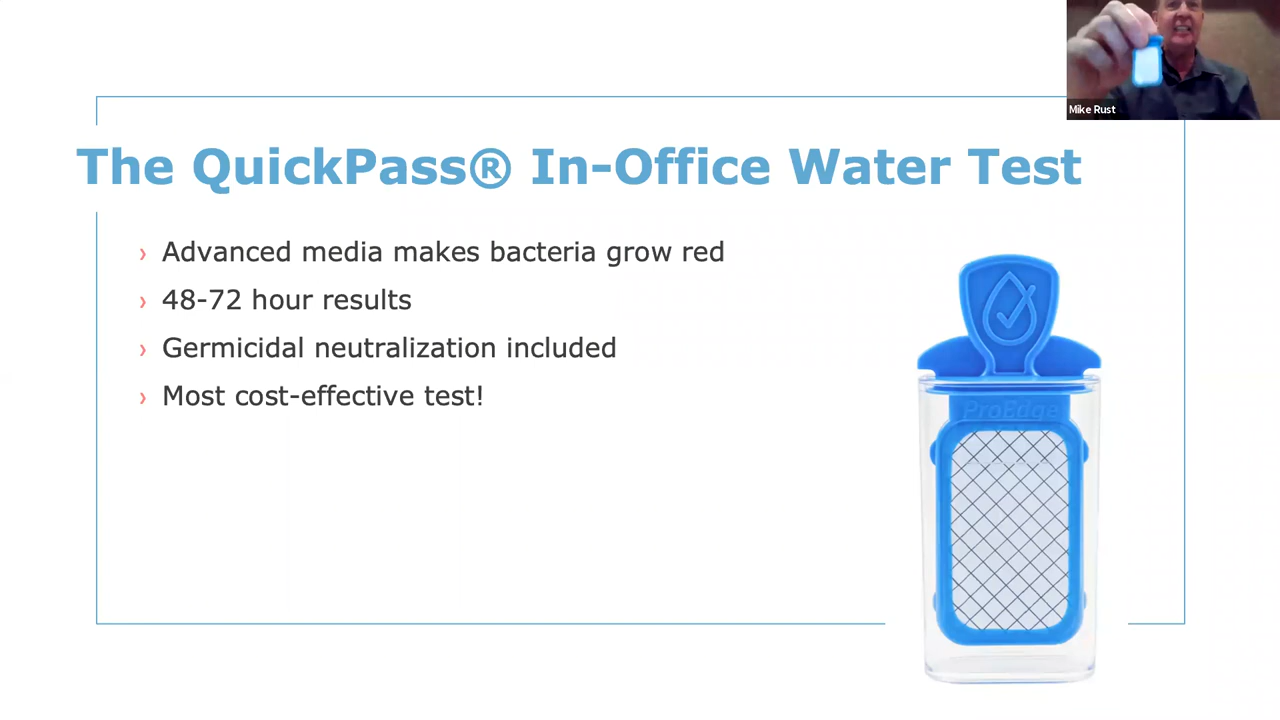 Mike Rust
The QuickPass® In-Office Water Test
› Advanced media makes bacteria grow red
› 48-72 hour results
› Germicidal neutralization included
› Most cost-effective test!
ProEdge